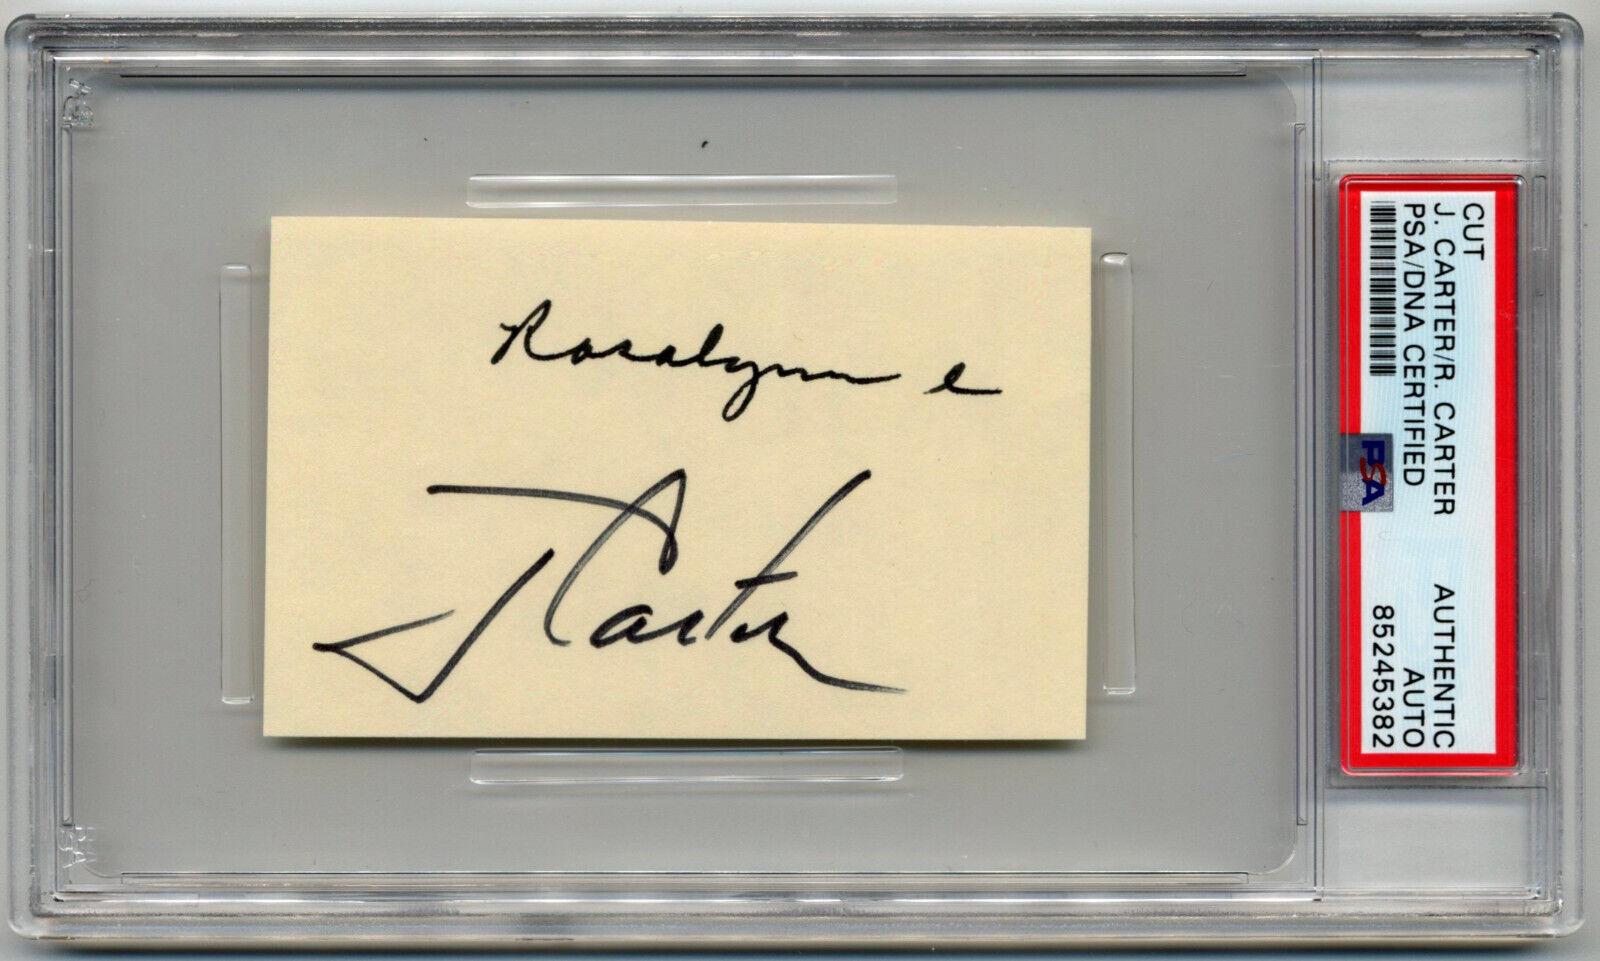 Rosalynn C
J Carter
CUT
J. CARTER/R. CARTER AUTHENTIC
PSA/DNA CERTIFIED AUTO
85245382
PSA